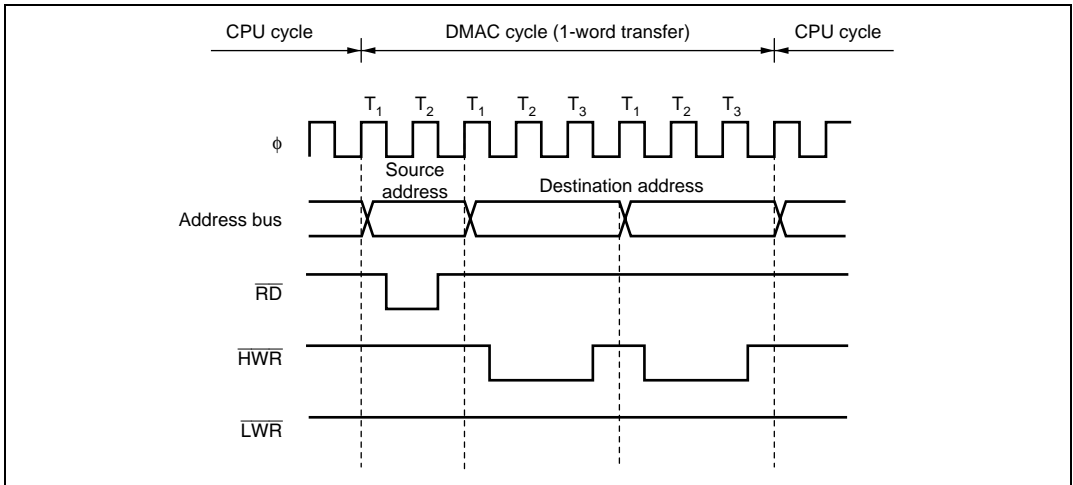 CPU cycle DMAC cycle (1-word transfer) CPU cycle
T1 T2 T1 T2 T3 T1 T2 T3
ϕ
Source
address
Destination address
Address bus
RD
HWR
LWR